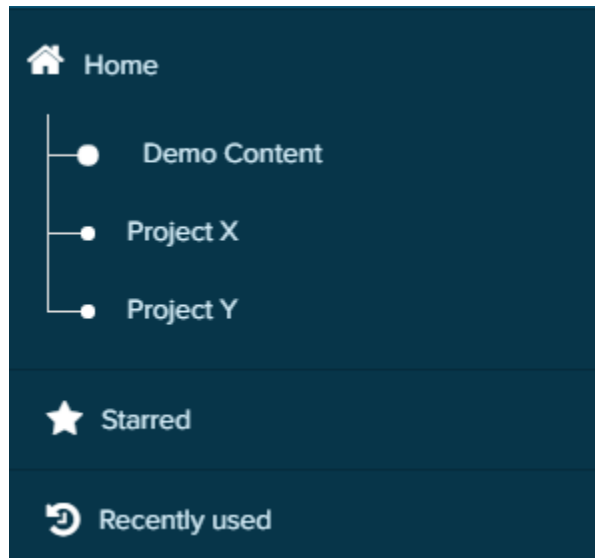 Home
Demo Content
Project X
Project Y
Starred
Recently used